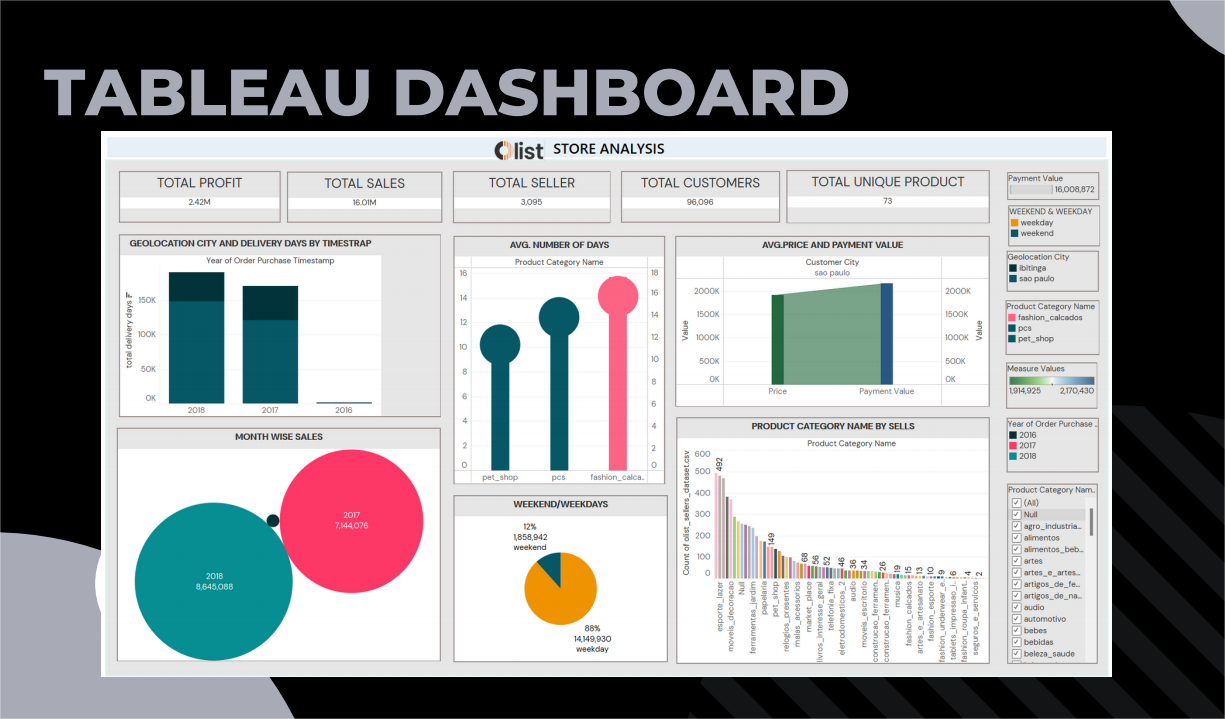 TABLEAU DASHBOARD
Olist STORE ANALYSIS
TOTAL PROFIT
2.42M
TOTAL SALES
16.01M
TOTAL SELLER
3,095
TOTAL CUSTOMERS
96,096
TOTAL UNIQUE PRODUCT
73
Payment Value
16,008,872
WEEKEND & WEEKDAY
weekday
weekend
Geolocation City
ibitinga
sao paulo
Product Category Name
fashion_calcados
pcs
pet_shop
Measure Values
1,914,925 2,170,430
Year of Order Purchase ..
2016
2017
2018
Product Category Nam..
(All)
Null
agro_industria..
alimentos
alimentos_beb..
artes
artes_e_artes..
artigos_de_fe..
artigos_de_na..
audio
automotivo
bebes
bebidas
beleza_saude
GEOLOCATION CITY AND DELIVERY DAYS BY TIMESTRAP
Year of Order Purchase Timestamp
total delivery days
150K
100K
50K
0K
2018 2017 2016
MONTH WISE SALES
2017
7,144,076
2018
8,645,088
AVG. NUMBER OF DAYS
Product Category Name
16
14
12
10
8
6
4
2
0
18
16
14
12
10
8
6
4
2
0
pet_shop pcs fashion_calca..
WEEKEND/WEEKDAYS
12%
1,858,942
weekend
88%
14,149,930
weekday
AVG.PRICE AND PAYMENT VALUE
Customer City
sao paulo
Value
2000K
1500K
1000K
500K
0K
2000K
1500K
1000K
500K
0K
Value
Price Payment Value
PRODUCT CATEGORY NAME BY SELLS
Product Category Name
Count of olist_sellers_dataset.csv
600
500
400
300
200
100
0
492
149
68
56
52
46
36
34
26
19
15
13
10
9
6
4
2
esporte_lazer
moveis_decoracao
Null
ferramentas_jardim
papelaria
pet_shop
relogios_presentes
malas_acessorios
market_place
livros_interesse_geral
telefonia_fixa
eletrodomesticos_2
audio
moveis_escritorio
construcao_ferramen..
construcao_ferramen..
musica
fashion_calcados
artes_e_artesanato
fashion_esporte
fashion_underwear_e..
tablets_impressao_i..
fashion_roupa_infant..
seguros_e_servicos